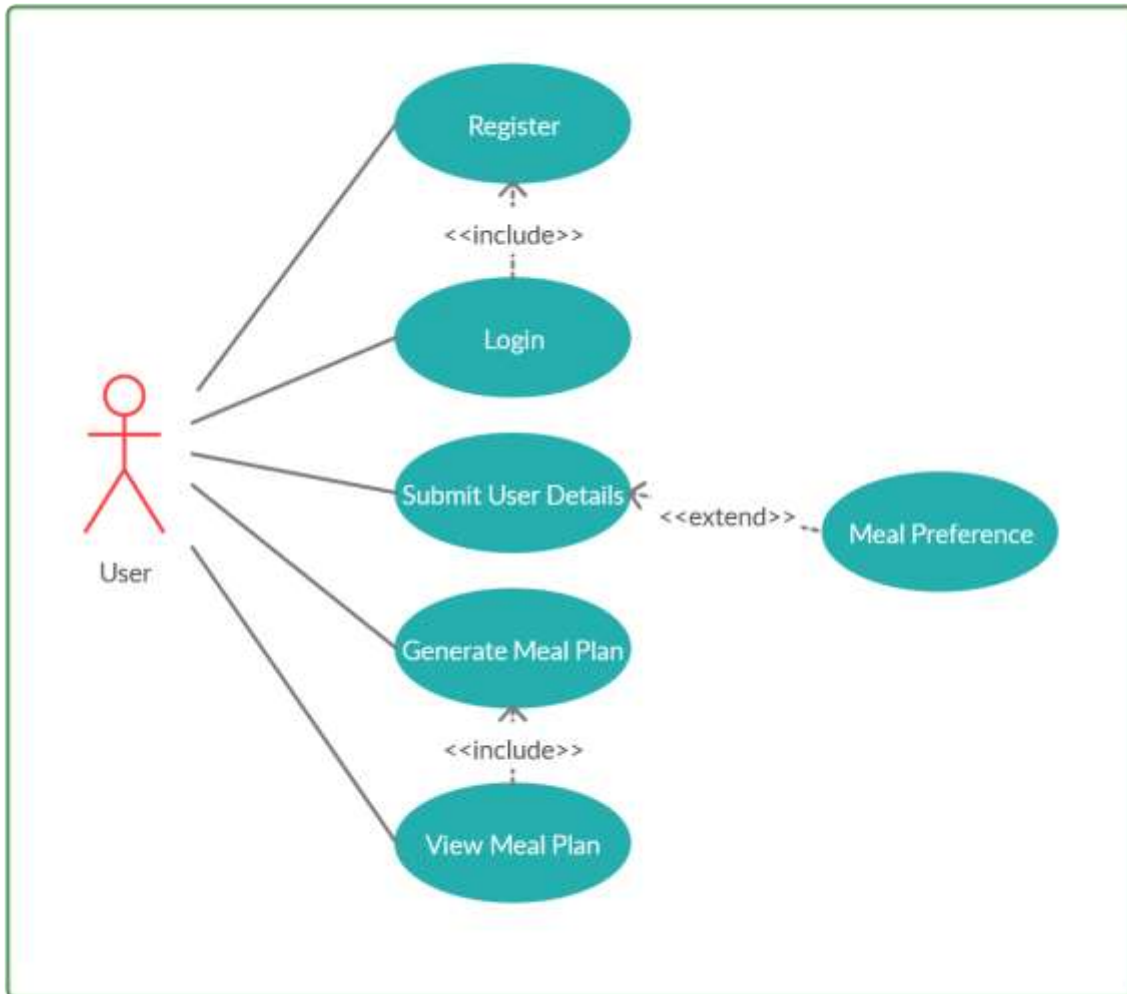 Register
<<include>>
Login
Submit User Details
<<extend>>
Meal Preference
User
Generate Meal Plan
<<include>>
View Meal Plan